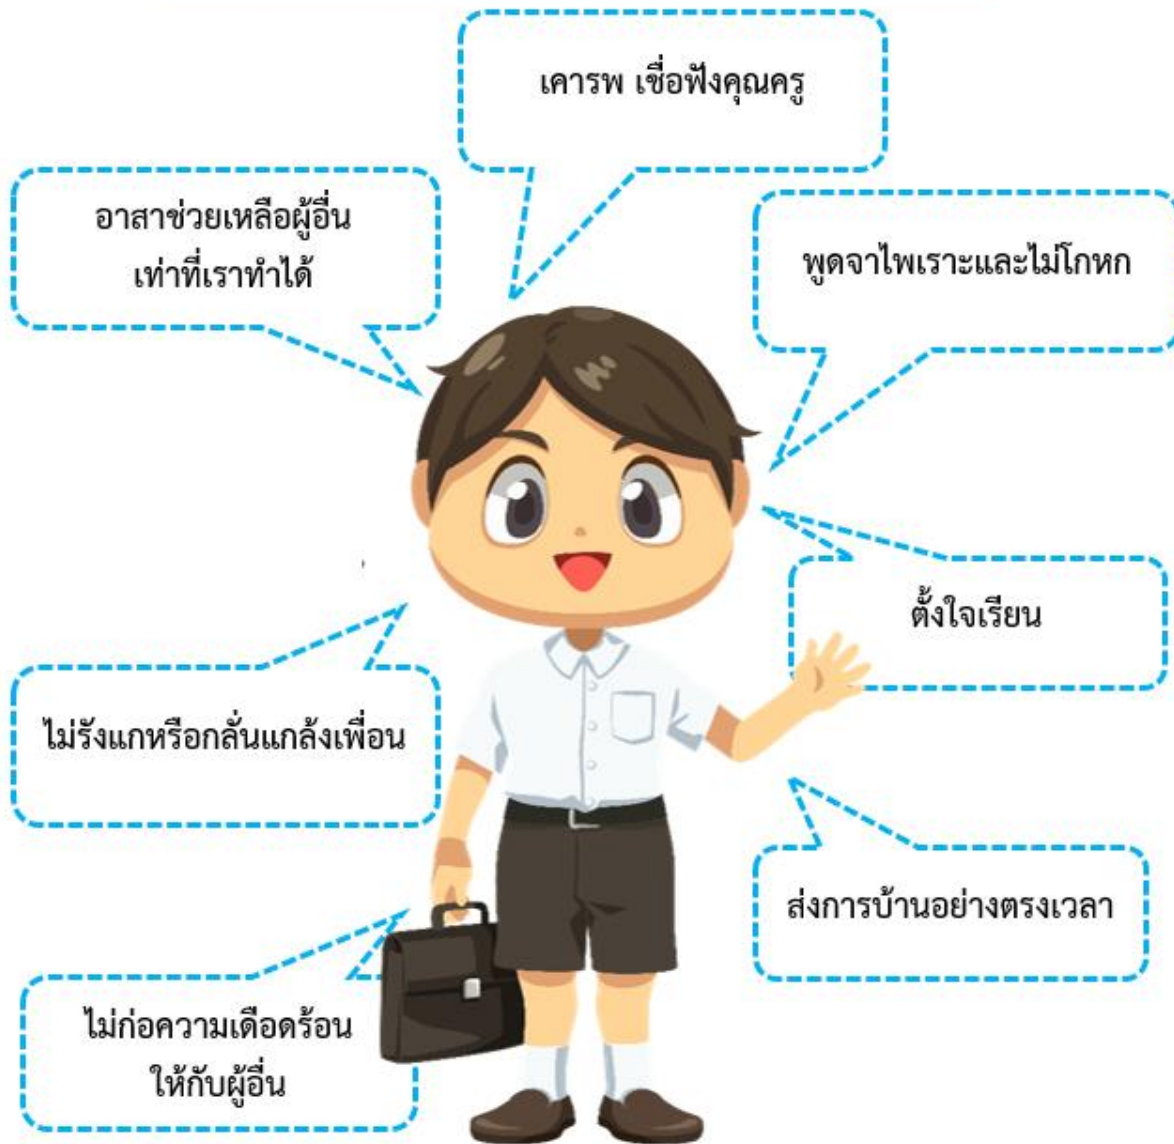 เคารพ เชื่อฟังคุณครู
อาสาช่วยเหลือผู้อื่น
เท่าที่เราทำได้
พูดจาไพเราะและไม่โกหก
ตั้งใจเรียน
ไม่รังแกหรือกลั่นแกล้งเพื่อน
ส่งการบ้านอย่างตรงเวลา
ไม่ก่อความเดือดร้อน
ให้กับผู้อื่น